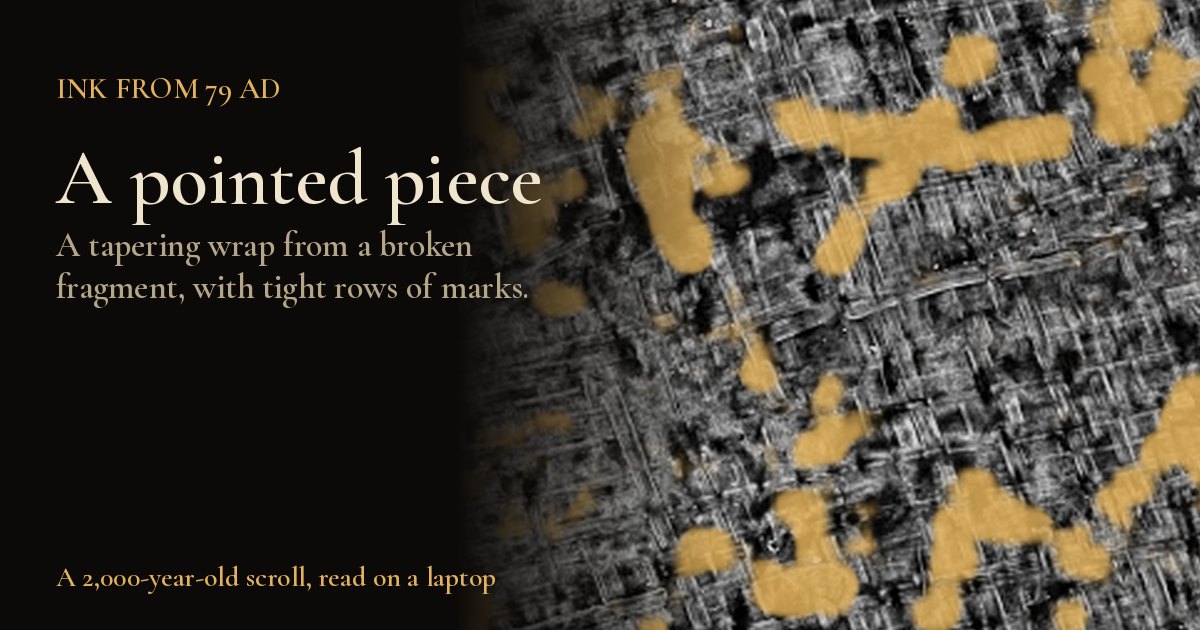 INK FROM 79 AD
A pointed piece
A tapering wrap from a broken
fragment, with tight rows of marks.
A 2,000-year-old scroll, read on a laptop